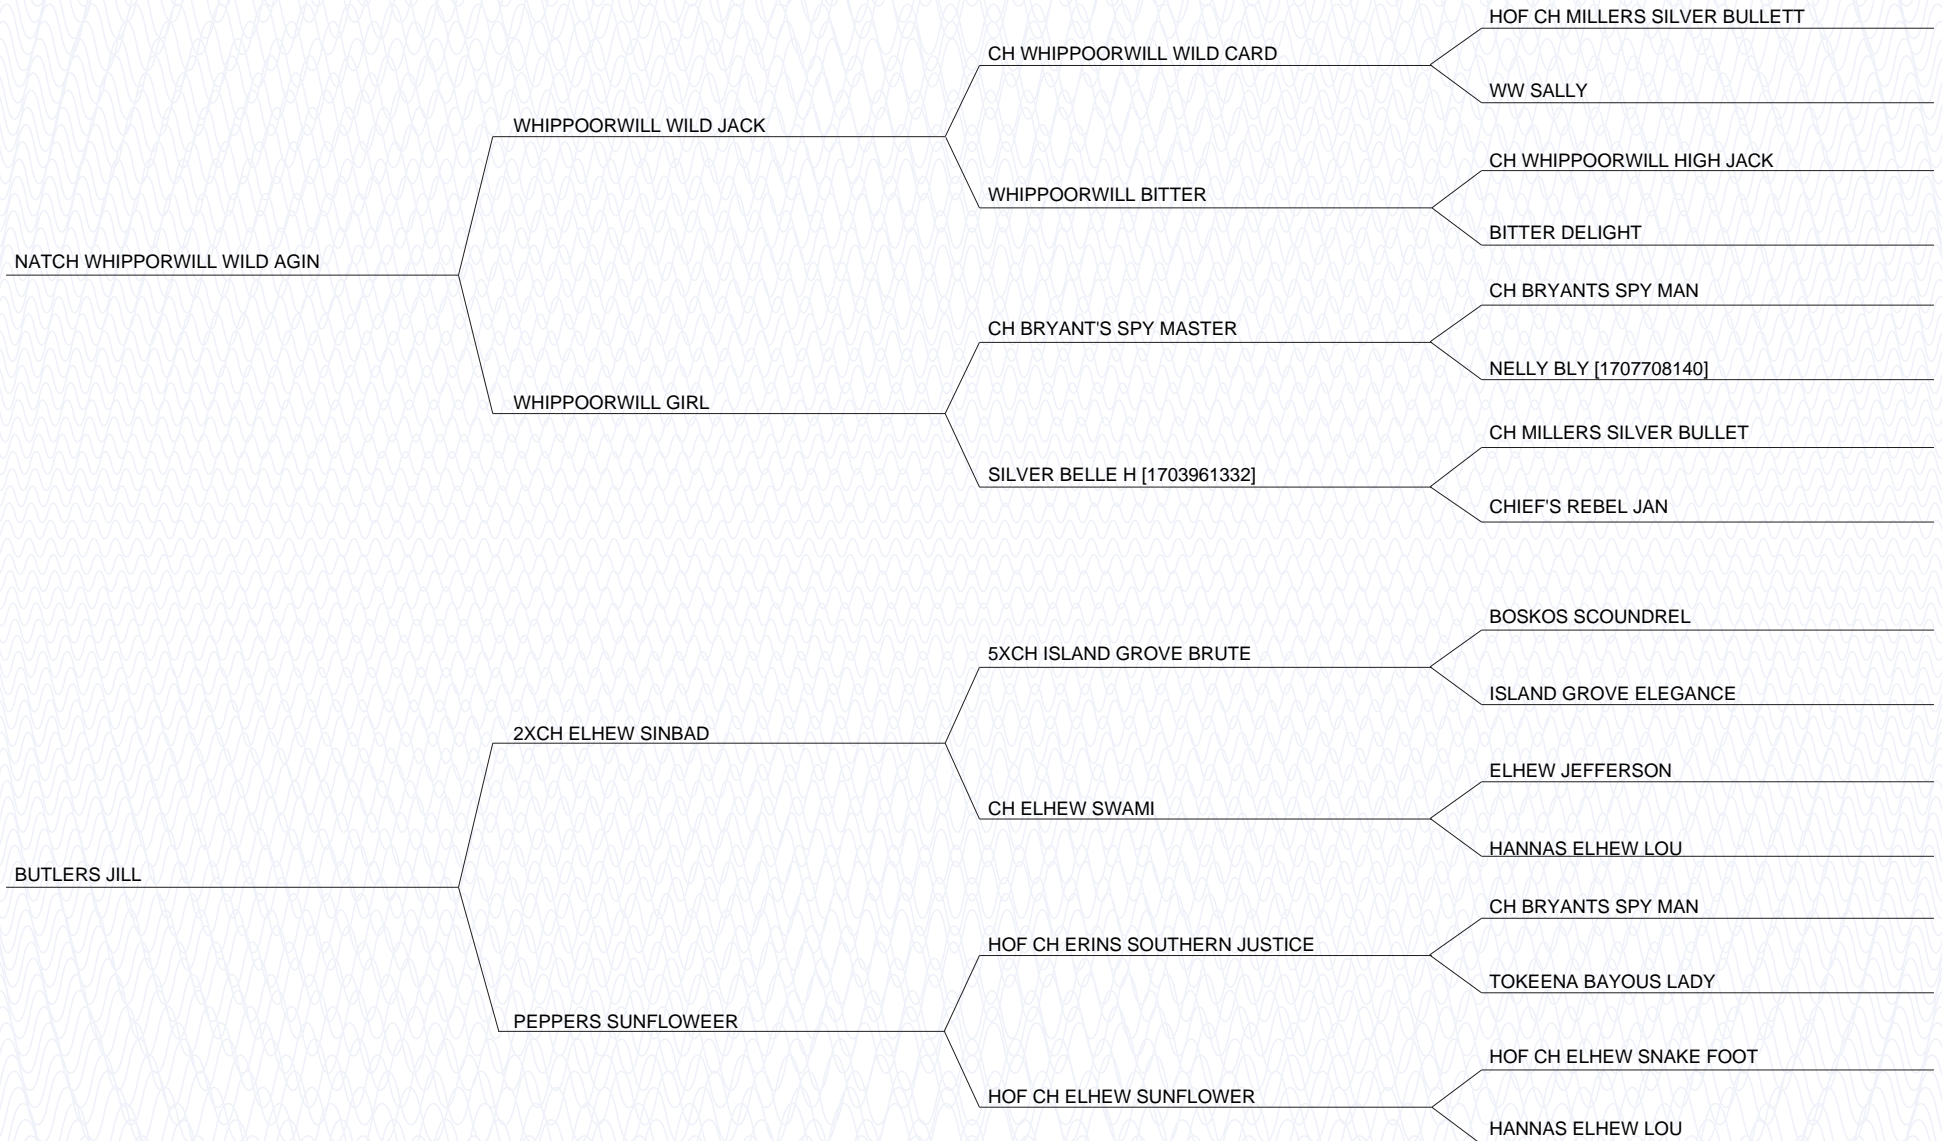 HOF CH MILLERS SILVER BULLETT
CH WHIPPOORWILL WILD CARD
WW SALLY
WHIPPOORWILL WILD JACK
CH WHIPPOORWILL HIGH JACK
WHIPPOORWILL BITTER
BITTER DELIGHT
NATCH WHIPPORWILL WILD AGIN
CH BRYANTS SPY MAN
CH BRYANT'S SPY MASTER
NELLY BLY [1707708140]
WHIPPOORWILL GIRL
CH MILLERS SILVER BULLET
SILVER BELLE H [1703961332]
CHIEF'S REBEL JAN
BOSKOS SCOUNDREL
5XCH ISLAND GROVE BRUTE
ISLAND GROVE ELEGANCE
2XCH ELHEW SINBAD
ELHEW JEFFERSON
CH ELHEW SWAMI
HANNAS ELHEW LOU
BUTLERS JILL
CH BRYANTS SPY MAN
HOF CH ERINS SOUTHERN JUSTICE
TOKEENA BAYOUS LADY
PEPPERS SUNFLOWEER
HOF CH ELHEW SNAKE FOOT
HOF CH ELHEW SUNFLOWER
HANNAS ELHEW LOU